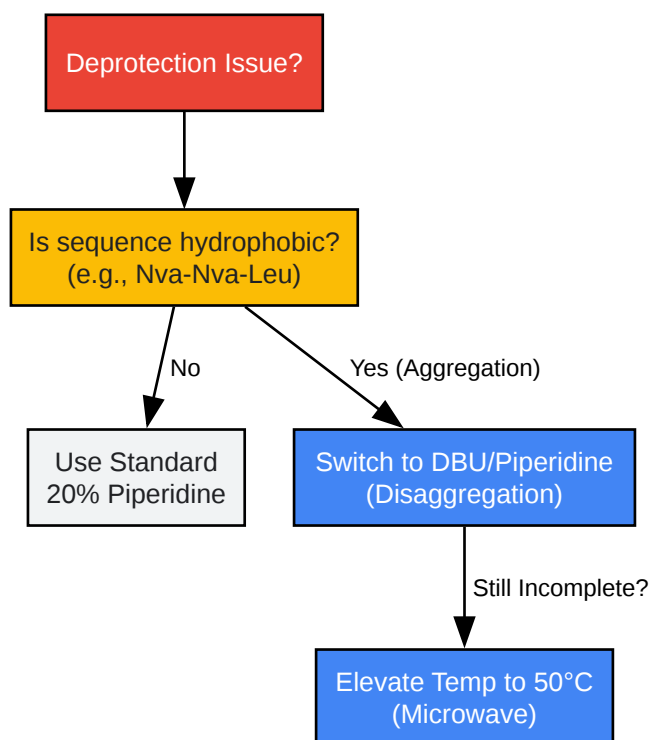 Deprotection Issue?
Is sequence hydrophobic?
(e.g., Nva-Nva-Leu)
No
Yes (Aggregation)
Use Standard
20% Piperidine
Switch to DBU/Piperidine
(Disaggregation)
Still Incomplete?
Elevate Temp to 50°C
(Microwave)